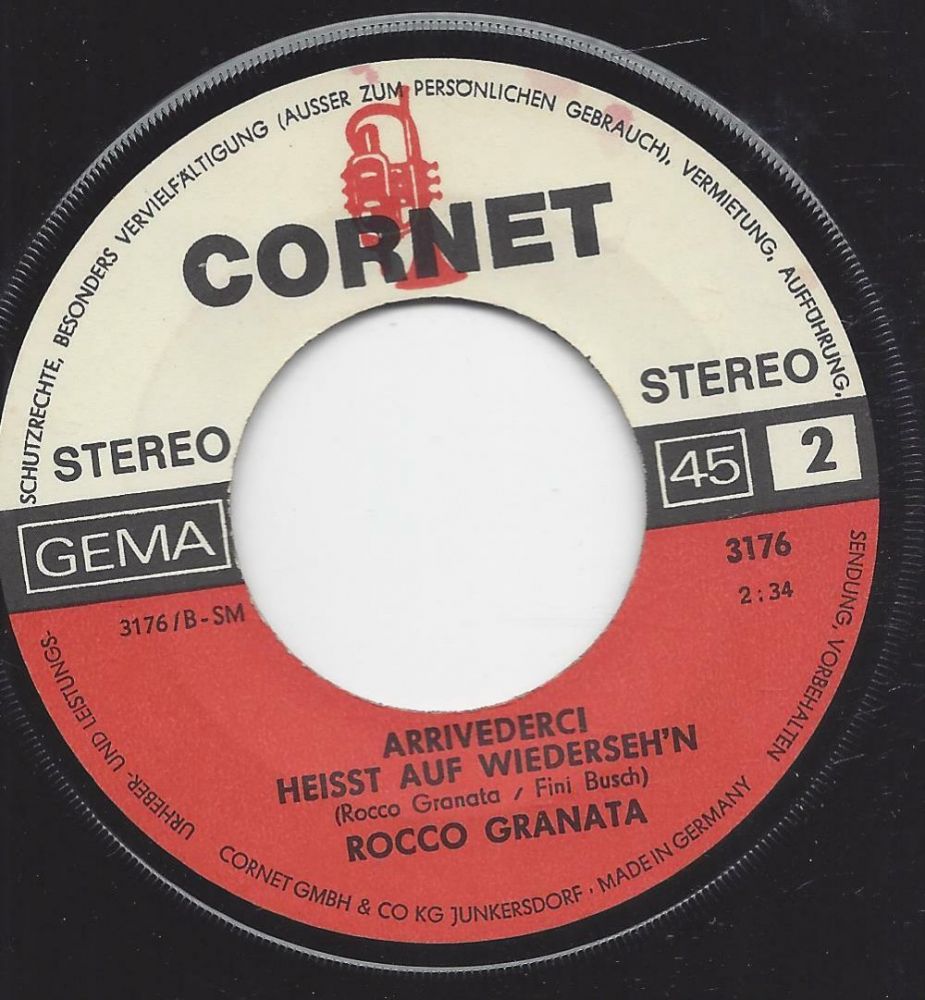 URHEBER- UND LEISTUNGS-
SCHUTZRECHTE, BESONDERS VERVIELFÄLTIGUNG (AUSSER ZUM PERSÖNLICHEN GEBRAUCH), VERMIETUNG, AUFFÜHRUNG,
SENDUNG, VORBEHALTEN
CORNET
STEREO
STEREO
GEMA
45
2
3176/B-SM
3176
2:34
ARRIVEDERCI
HEISST AUF WIEDERSEH'N
(Rocco Granata / Fini Busch)
ROCCO GRANATA
CORNET GMBH & CO KG JUNKERSDORF · MADE IN GERMANY